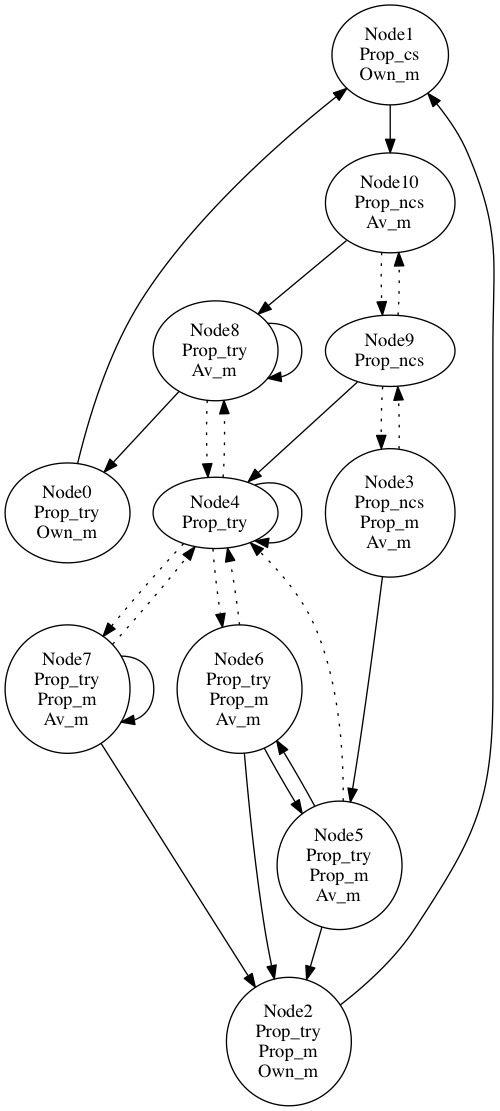 Node1
Prop_cs
Own_m
Node10
Prop_ncs
Av_m
Node8
Prop_try
Av_m
Node9
Prop_ncs
Node0
Prop_try
Own_m
Node4
Prop_try
Node3
Prop_ncs
Prop_m
Av_m
Node7
Prop_try
Prop_m
Av_m
Node6
Prop_try
Prop_m
Av_m
Node5
Prop_try
Prop_m
Av_m
Node2
Prop_try
Prop_m
Own_m